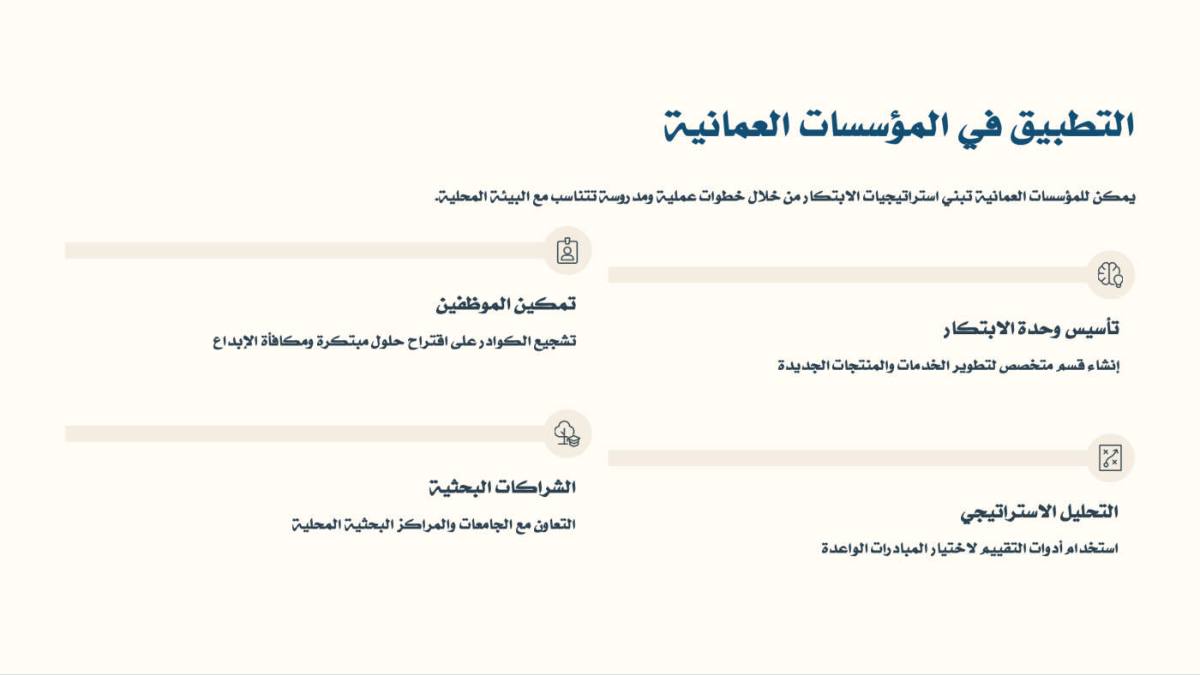 التطبيق في المؤسسات العمانية
يمكن للمؤسسات العمانية تبني استراتيجيات الابتكار من خلال خطوات عملية ومدروسة تتناسب مع البيئة المحلية.
تأسيس وحدة الابتكار
إنشاء قسم متخصص لتطوير الخدمات والمنتجات الجديدة
تمكين الموظفين
تشجيع الكوادر على اقتراح حلول مبتكرة ومكافأة الإبداع
التحليل الاستراتيجي
استخدام أدوات التقييم لاختيار المبادرات الواعدة
الشراكات البحثية
التعاون مع الجامعات والمراكز البحثية المحلية